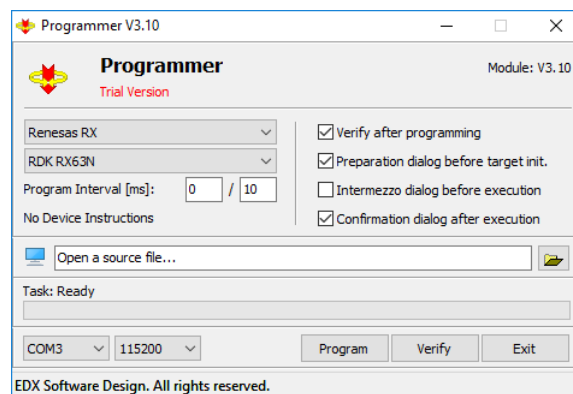 Programmer V3.10
Programmer
Module: V3.10
Trial Version
Renesas RX
RDK RX63N
Program Interval [ms]: 0 / 10
No Device Instructions
Verify after programming
Preparation dialog before target init.
Intermezzo dialog before execution
Confirmation dialog after execution
Open a source file...
Task: Ready
COM3 115200 Program Verify Exit
EDX Software Design. All rights reserved.